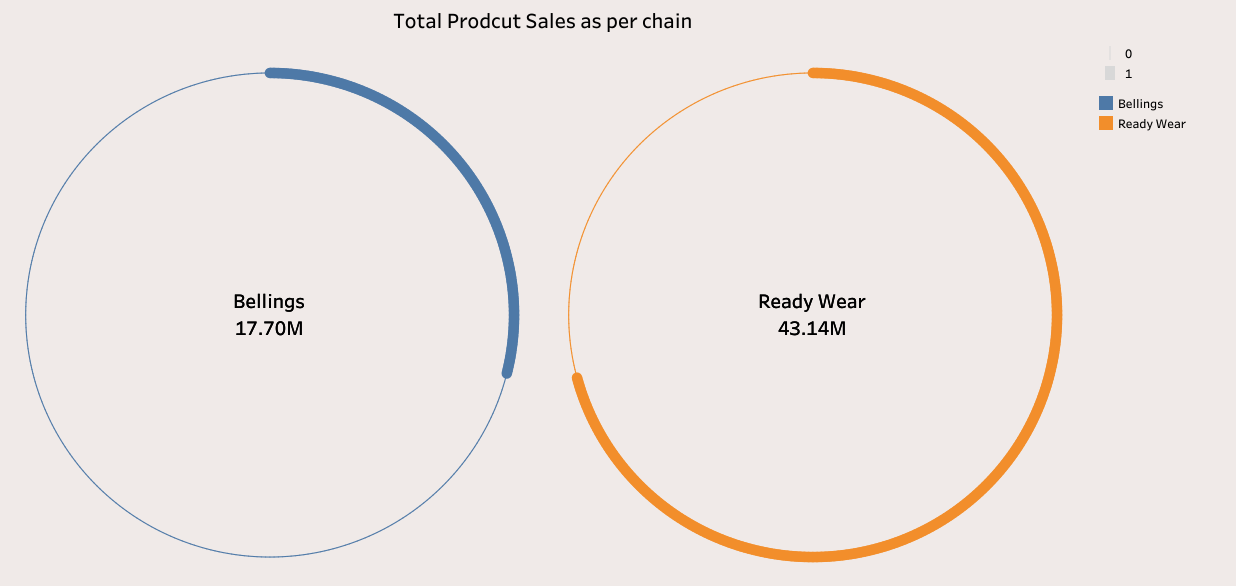 Total Prodcut Sales as per chain
0
1
Bellings
Ready Wear
Bellings
17.70M
Ready Wear
43.14M